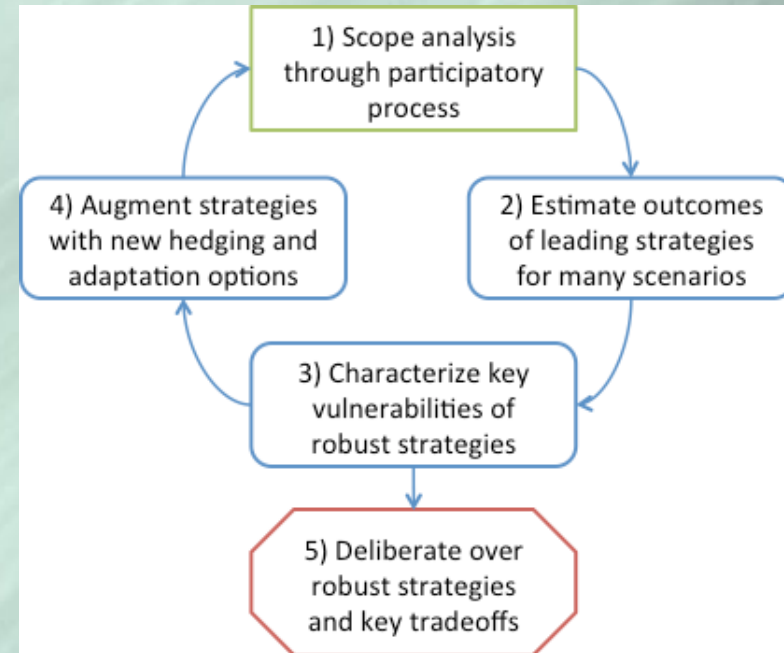 1) Scope analysis
through participatory
process
2) Estimate outcomes
of leading strategies
for many scenarios
3) Characterize key
vulnerabilities of
robust strategies
4) Augment strategies
with new hedging and
adaptation options
5) Deliberate over
robust strategies
and key tradeoffs